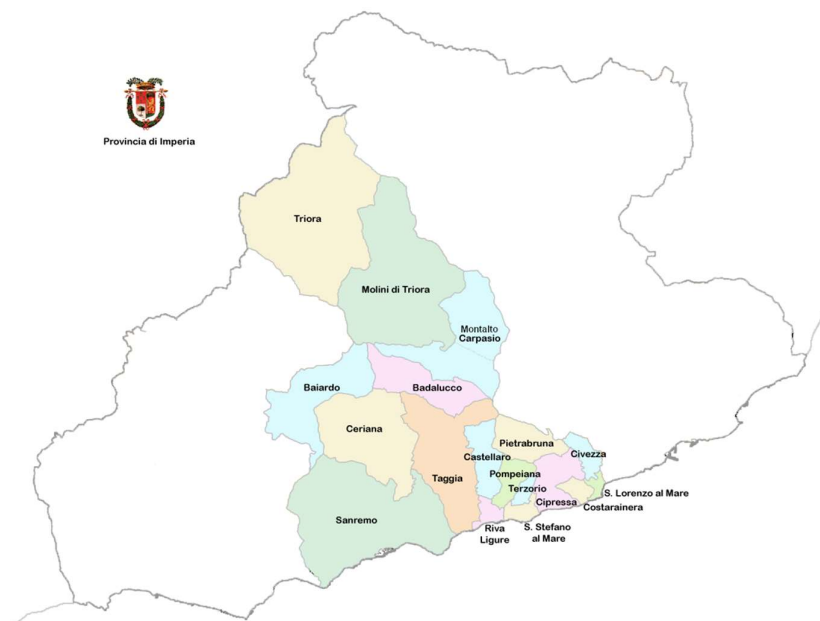 Provincia di Imperia
Triora
Molini di Triora
Montalto
Carpasio
Baiardo
Badalucco
Ceriana
Pietrabruna
Castellaro
Civezza
Taggia
Pompeiana
Terzorio
Cipressa
S. Lorenzo al Mare
Costarainera
Sanremo
Riva
Ligure
S. Stefano
al Mare